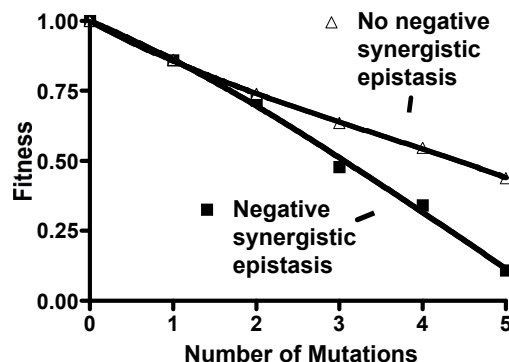 1.00
0.75
0.50
0.25
0.00
Fitness
△ No negative
synergistic
epistasis
■ Negative
synergistic
epistasis
0 1 2 3 4 5
Number of Mutations